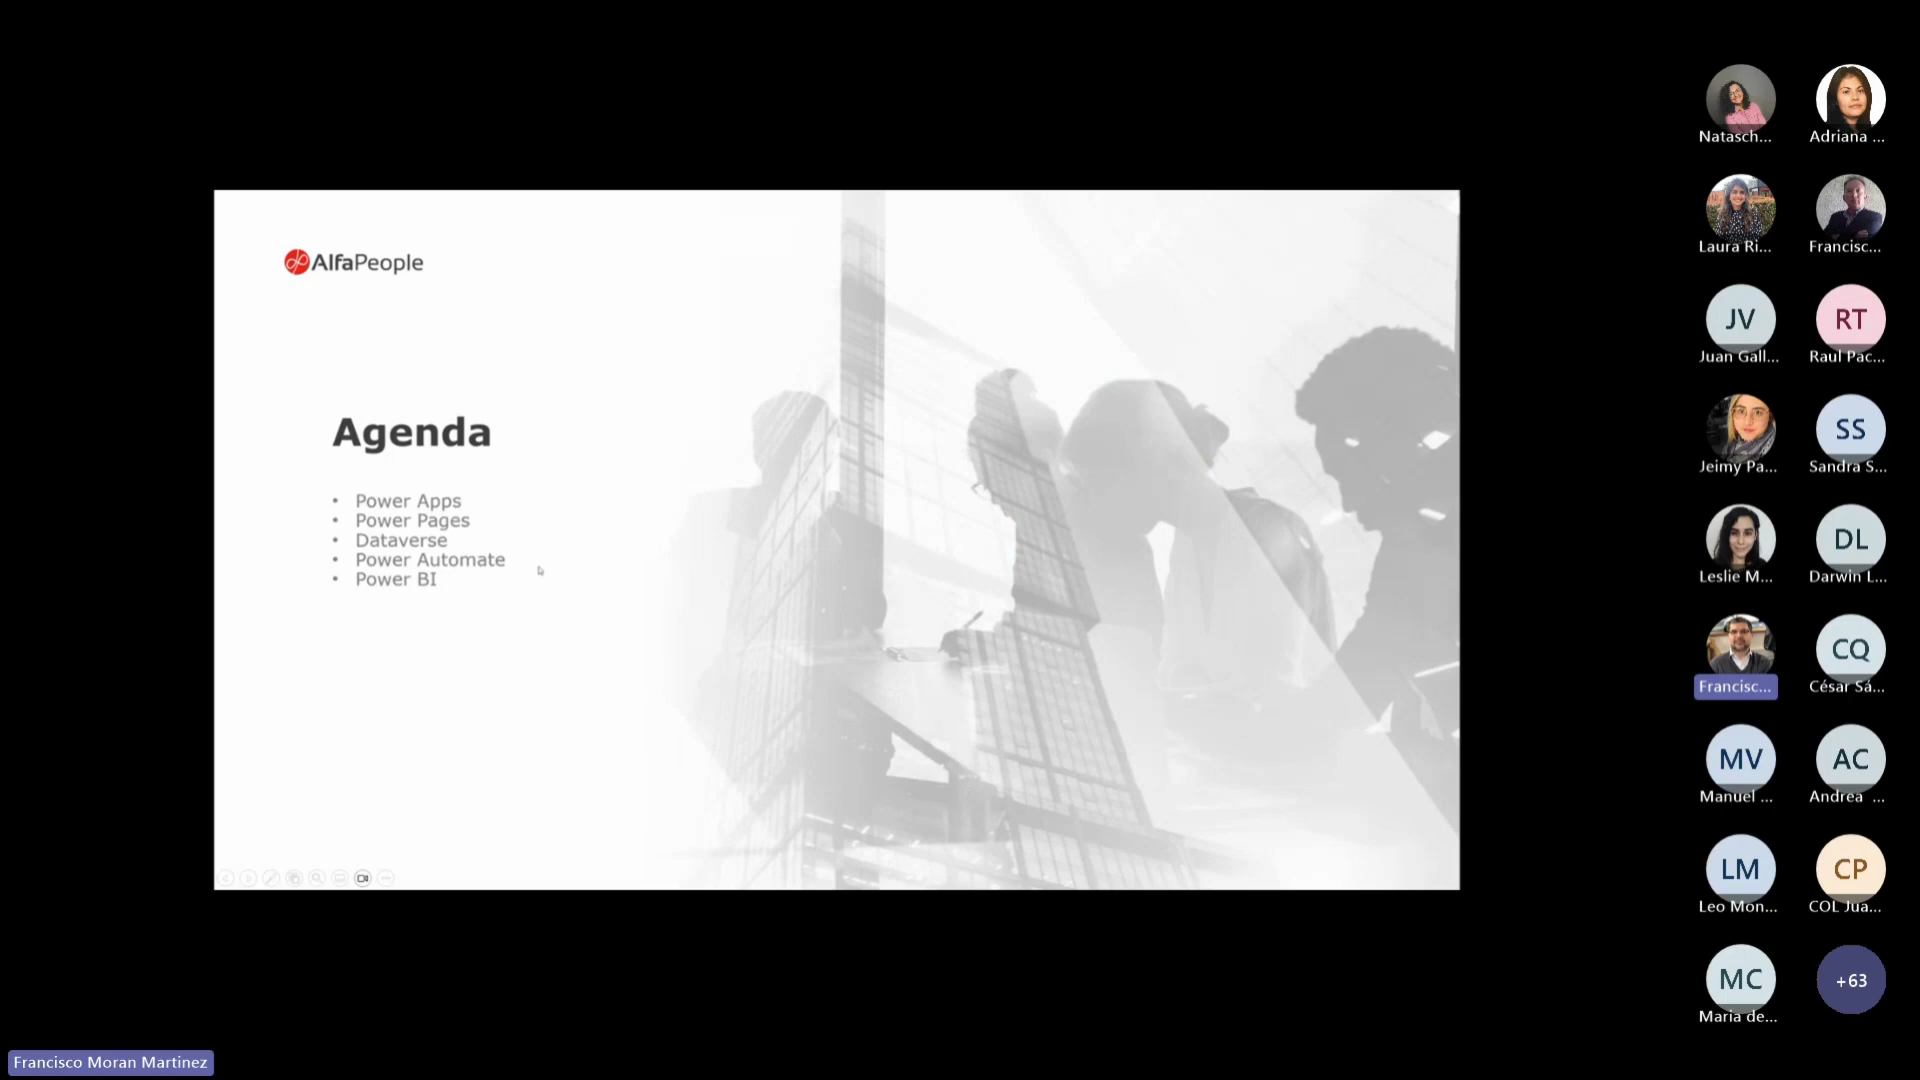 AlfaPeople
Agenda
• Power Apps
• Power Pages
• Dataverse
• Power Automate
• Power BI
Natasch...
Adriana ...
Laura Ri...
Francisc...
JV
Juan Gall...
RT
Raul Pac...
Jeimy Pa...
SS
Sandra S...
Leslie M...
DL
Darwin L...
Francisc...
CQ
César Sá...
MV
Manuel ...
AC
Andrea ...
LM
Leo Mon...
CP
COL Jua...
MC
Maria de...
+63
Francisco Moran Martinez